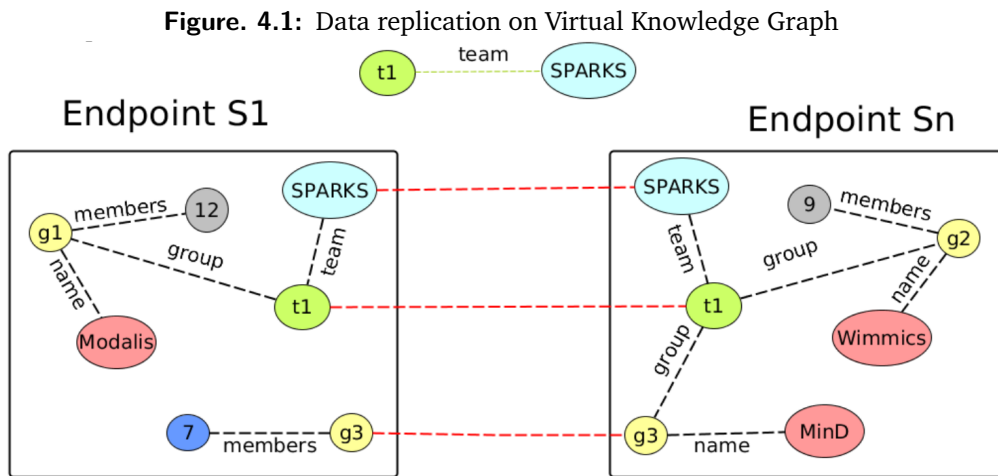 Figure. 4.1: Data replication on Virtual Knowledge Graph
t1 team SPARKS
Endpoint S1
Endpoint Sn
SPARKS
members 12
g1
group
team
name
t1
Modalis
7 members g3
SPARKS
9 members
g2
team
group
name
t1
Wimmics
group
g3 name MinD